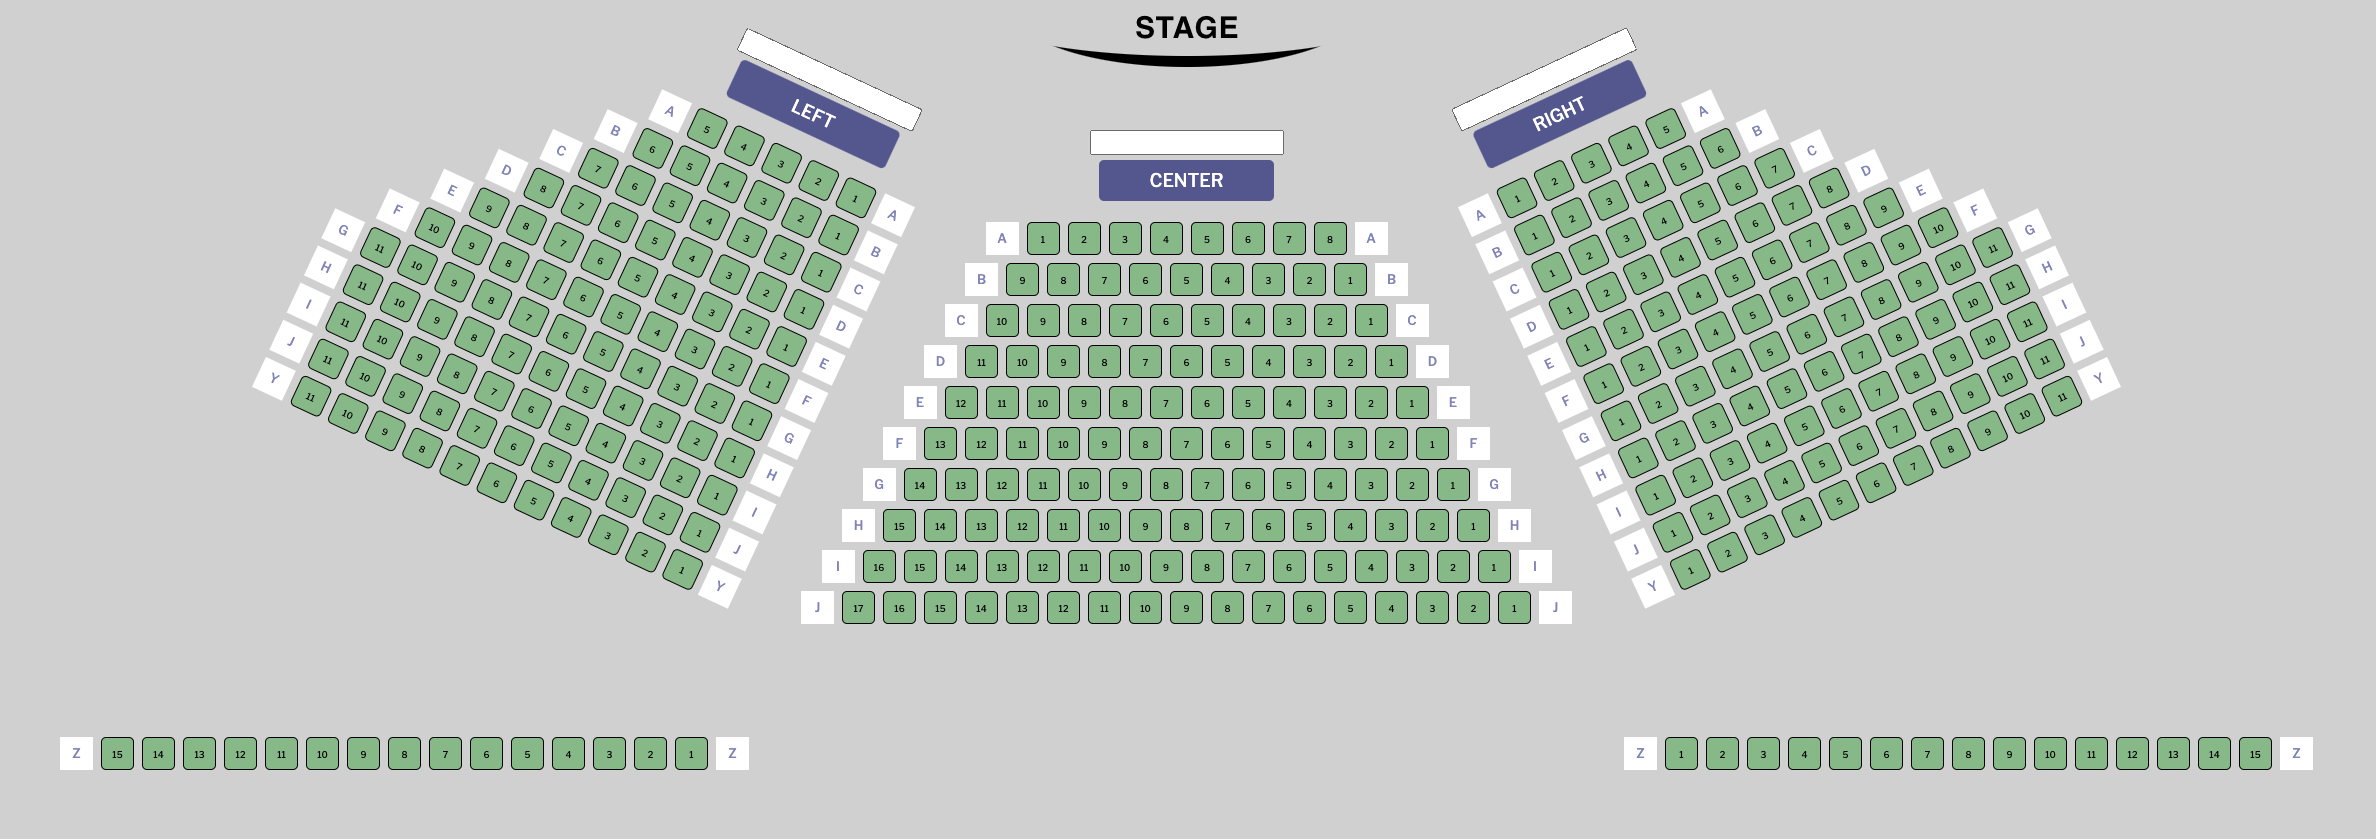 STAGE
LEFT
CENTER
RIGHT
A 5 4 3 2 1 A
B 6 5 4 3 2 1 B
C 7 6 5 4 3 2 1 C
D 8 7 6 5 4 3 2 1 D
E 9 8 7 6 5 4 3 2 1 E
F 10 9 8 7 6 5 4 3 2 1 F
G 11 10 9 8 7 6 5 4 3 2 1 G
H 11 10 9 8 7 6 5 4 3 2 1 H
I 11 10 9 8 7 6 5 4 3 2 1 I
J 11 10 9 8 7 6 5 4 3 2 1 J
Y 11 10 9 8 7 6 5 4 3 2 1 Y
A 1 2 3 4 5 6 7 8 A
B 9 8 7 6 5 4 3 2 1 B
C 10 9 8 7 6 5 4 3 2 1 C
D 11 10 9 8 7 6 5 4 3 2 1 D
E 12 11 10 9 8 7 6 5 4 3 2 1 E
F 13 12 11 10 9 8 7 6 5 4 3 2 1 F
G 14 13 12 11 10 9 8 7 6 5 4 3 2 1 G
H 15 14 13 12 11 10 9 8 7 6 5 4 3 2 1 H
I 16 15 14 13 12 11 10 9 8 7 6 5 4 3 2 1 I
J 17 16 15 14 13 12 11 10 9 8 7 6 5 4 3 2 1 J
A 1 2 3 4 5 A
B 1 2 3 4 5 6 B
C 1 2 3 4 5 6 7 C
D 1 2 3 4 5 6 7 8 D
E 1 2 3 4 5 6 7 8 9 E
F 1 2 3 4 5 6 7 8 9 10 F
G 1 2 3 4 5 6 7 8 9 10 11 G
H 1 2 3 4 5 6 7 8 9 10 11 H
I 1 2 3 4 5 6 7 8 9 10 11 I
J 1 2 3 4 5 6 7 8 9 10 11 J
Y 1 2 3 4 5 6 7 8 9 10 11 Y
Z 15 14 13 12 11 10 9 8 7 6 5 4 3 2 1 Z
Z 1 2 3 4 5 6 7 8 9 10 11 12 13 14 15 Z